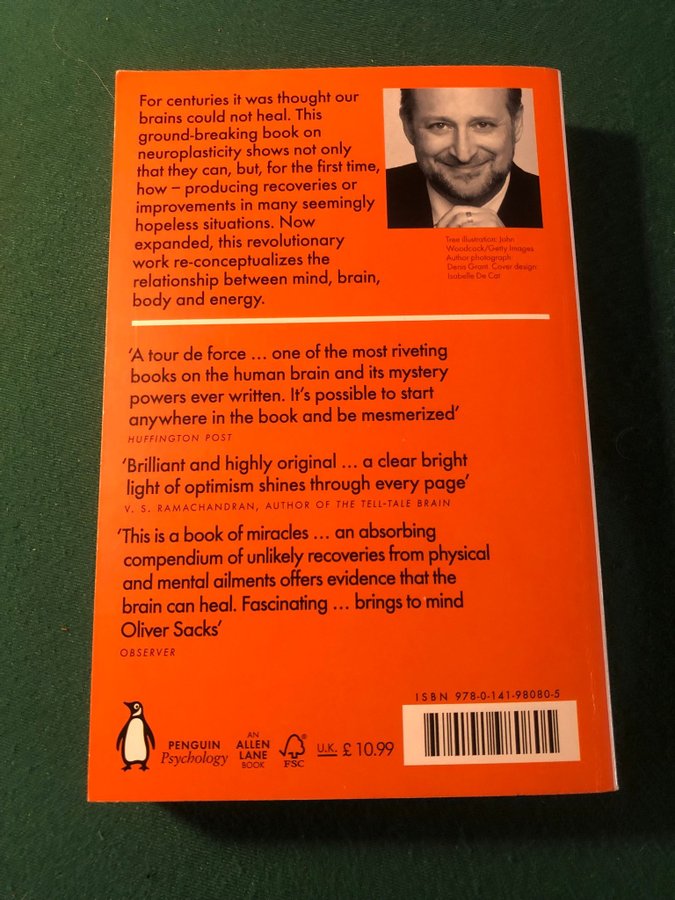 For centuries it was thought our
brains could not heal. This
ground-breaking book on
neuroplasticity shows not only
that they can, but, for the first time,
how – producing recoveries or
improvements in many seemingly
hopeless situations. Now
expanded, this revolutionary
work re-conceptualizes the
relationship between mind, brain,
body and energy.
Tree illustration: John
Woodcock/Getty Images
Author photograph:
Denis Grant Cover design:
Isabelle De Cat
‘A tour de force ... one of the most riveting
books on the human brain and its mystery
powers ever written. It’s possible to start
anywhere in the book and be mesmerized’
HUFFINGTON POST
‘Brilliant and highly original ... a clear bright
light of optimism shines through every page’
V. S. RAMACHANDRAN, AUTHOR OF THE TELL-TALE BRAIN
‘This is a book of miracles ... an absorbing
compendium of unlikely recoveries from physical
and mental ailments offers evidence that the
brain can heal. Fascinating ... brings to mind
Oliver Sacks’
OBSERVER
PENGUIN
Psychology
AN
ALLEN
LANE
BOOK
FSC
U.K. £ 10.99
ISBN 978-0-141-98080-5